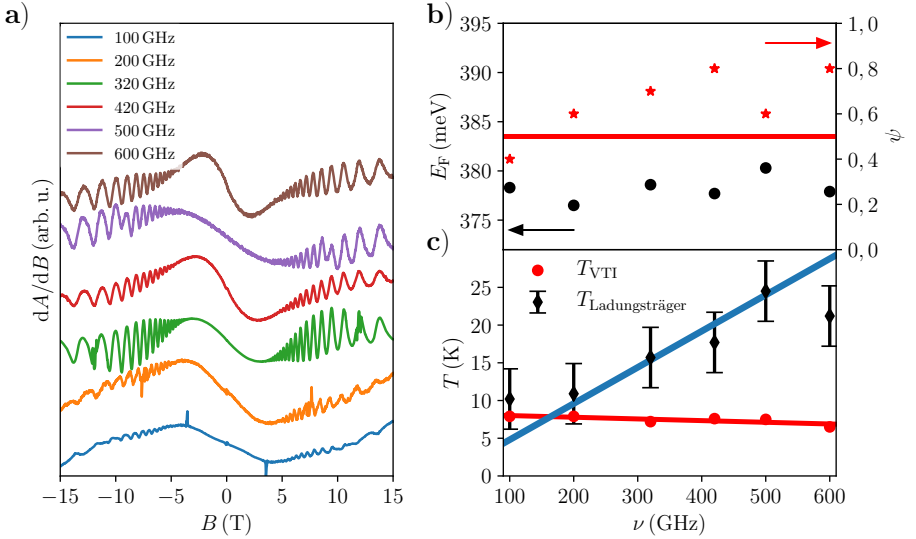 a)
100 GHz
200 GHz
320 GHz
420 GHz
500 GHz
600 GHz
dA/dB (arb. u.)
−15 −10 −5 0 5 10 15
B (T)
b)
395
390
385
380
375
E_F (meV)
1,0
0,8
0,6
0,4
0,2
0,0
ψ
c)
T_VTI
T_Ladungsträger
25
20
15
10
5
0
T (K)
100 200 300 400 500 600
ν (GHz)